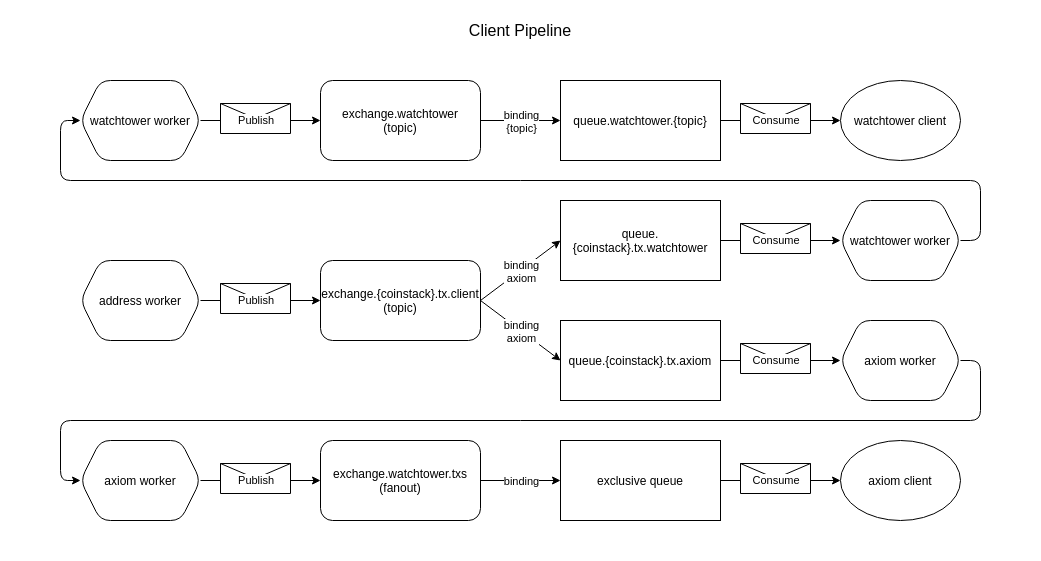 Client Pipeline
watchtower worker
Publish
exchange.watchtower
(topic)
binding
{topic}
queue.watchtower.{topic}
Consume
watchtower client
address worker
Publish
exchange.{coinstack}.tx.client
(topic)
binding
axiom
queue.
{coinstack}.tx.watchtower
Consume
watchtower worker
binding
axiom
queue.{coinstack}.tx.axiom
Consume
axiom worker
axiom worker
Publish
exchange.watchtower.txs
(fanout)
binding
exclusive queue
Consume
axiom client